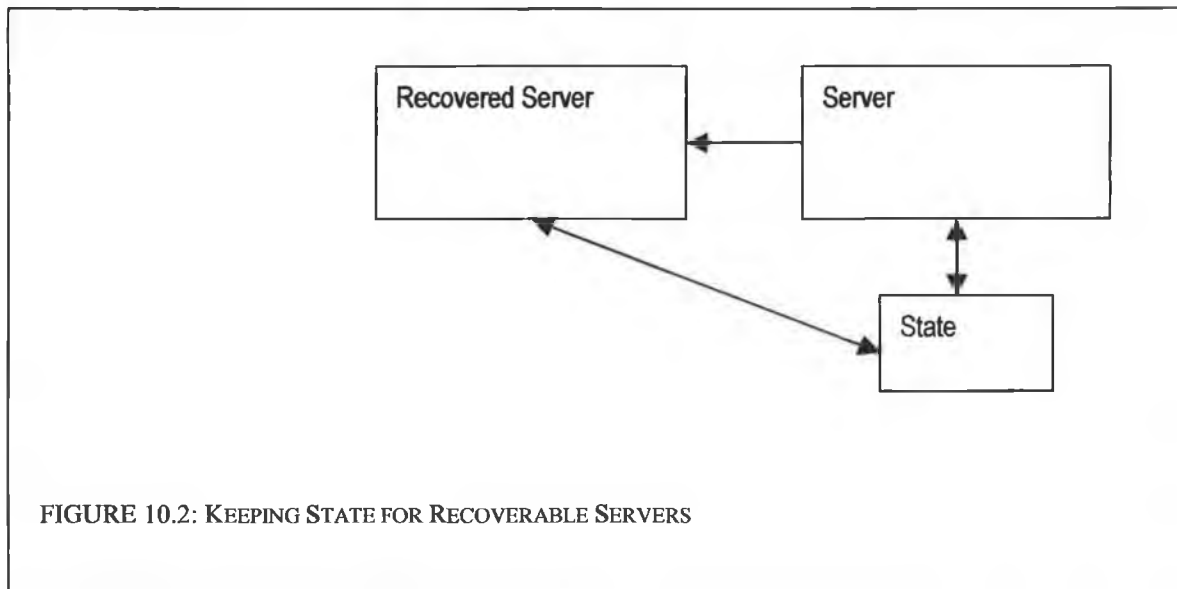 Recovered Server
Server
State
FIGURE 10.2: KEEPING STATE FOR RECOVERABLE SERVERS